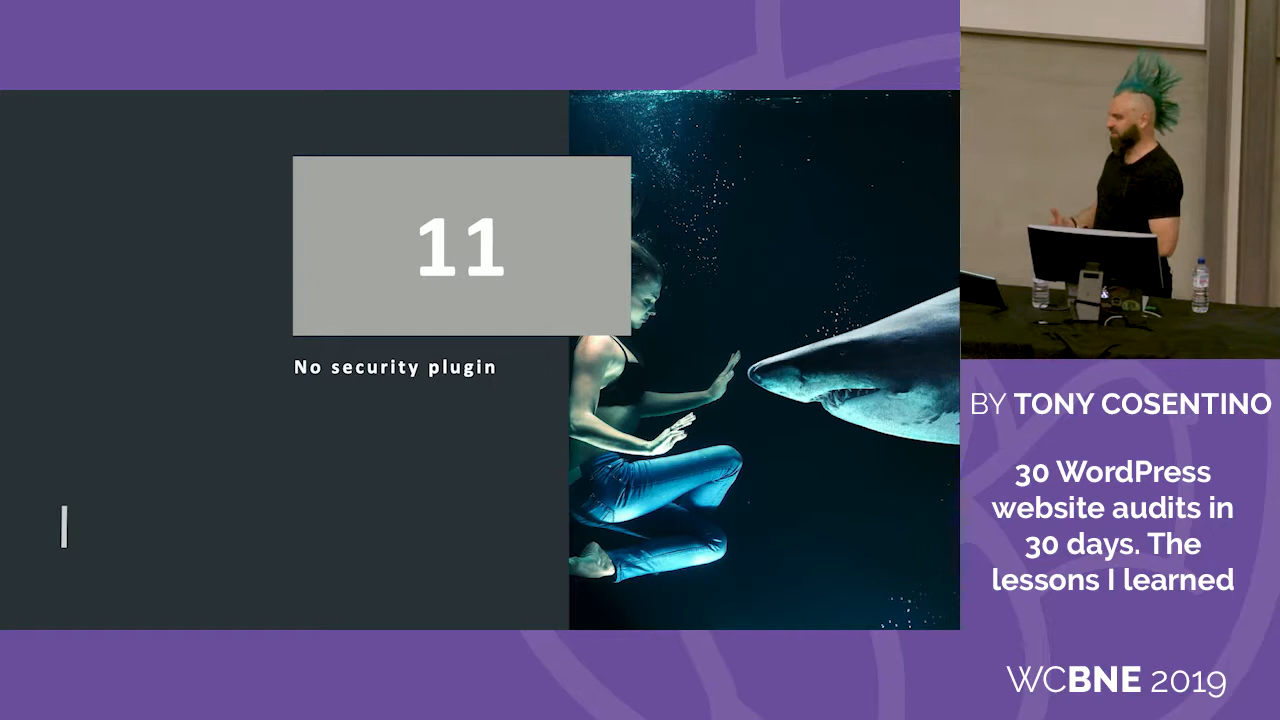 11
No security plugin
BY TONY COSENTINO
30 WordPress
website audits in
30 days. The
lessons I learned
WCBNE 2019